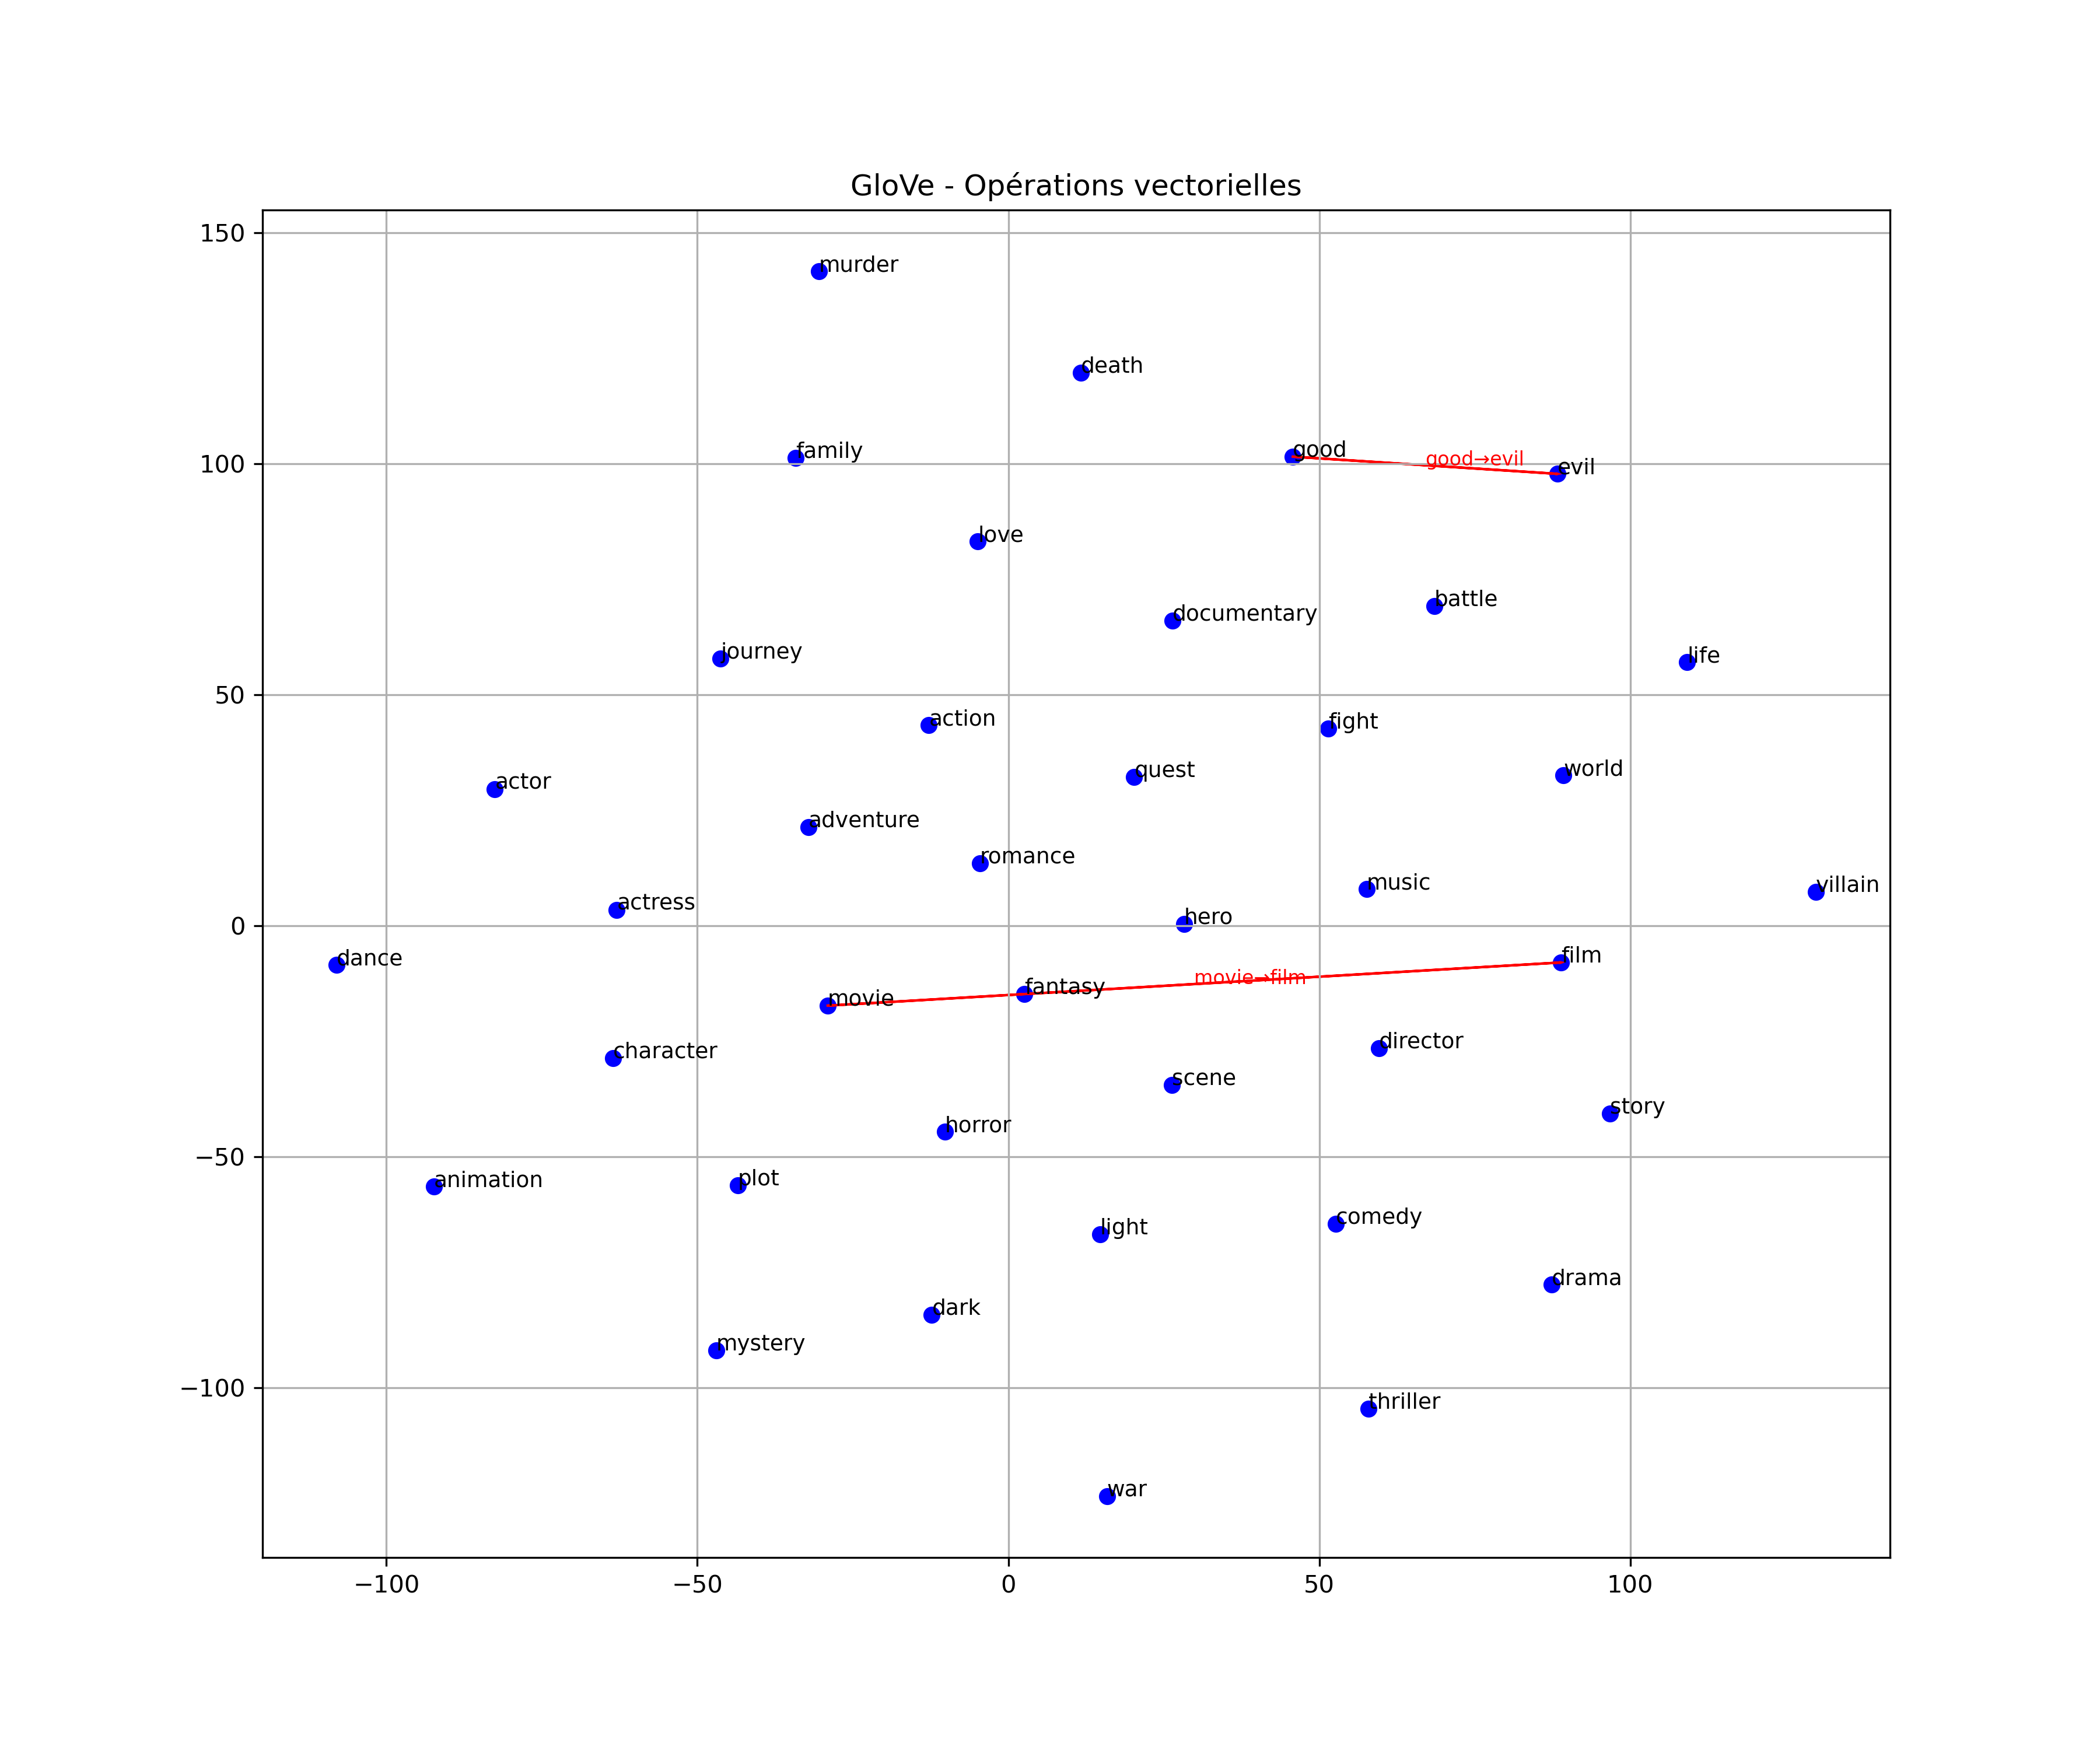 GloVe - Opérations vectorielles
150
murder
death
family
good
good→evil
evil
100
love
documentary
battle
journey
life
50
action
fight
quest
world
actor
adventure
romance
music
villain
actress
hero
0
dance
film
movie→film
fantasy
movie
director
character
scene
story
horror
−50
plot
animation
comedy
light
drama
dark
mystery
−100
thriller
war
−100
−50
0
50
100